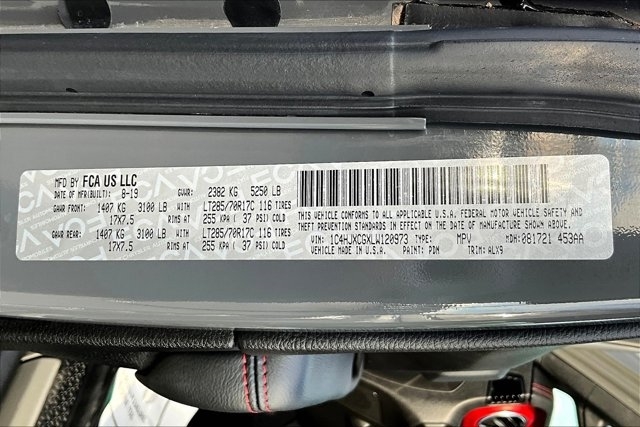 MFD BY FCA US LLC
DATE OF MFR(BUILT): 8-19 GVWR: 2382 KG 5250 LB
GAWR FRONT: 1407 KG 3100 LB WITH LT285/70R17C 116 TIRES
17X7.5 RIMS AT 255 KPA( 37 PSI) COLD
GAWR REAR: 1407 KG 3100 LB WITH LT285/70R17C 116 TIRES
17X7.5 RIMS AT 255 KPA( 37 PSI) COLD
THIS VEHICLE CONFORMS TO ALL APPLICABLE U.S.A. FEDERAL MOTOR VEHICLE SAFETY AND
THEFT PREVENTION STANDARDS IN EFFECT ON THE DATE OF MANUFACTURE SHOWN ABOVE.
VIN: 1C4HJXCGXLW120973 MPV MDH: 081721 453AA
VEHICLE MADE IN U.S.A. PAINT: PDN TRIM: ALX9